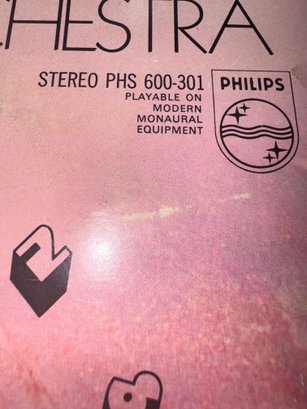 CHESTRA
STEREO PHS 600-301
PLAYABLE ON
MODERN
MONAURAL
EQUIPMENT
PHILIPS